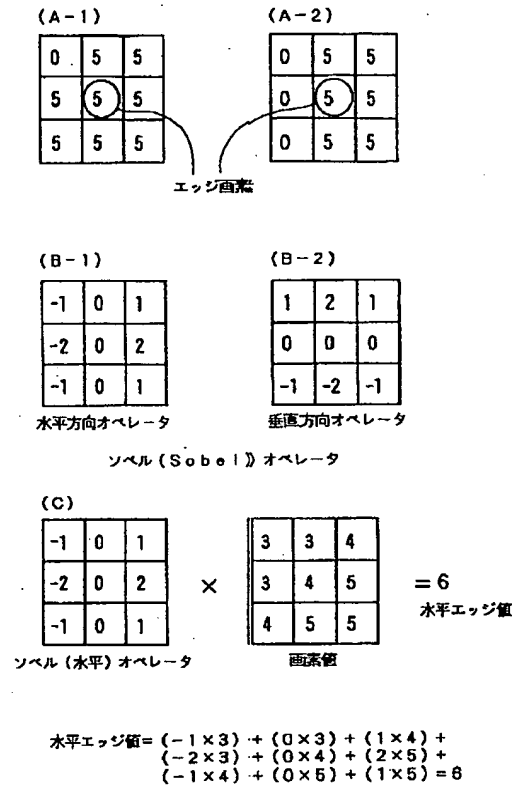 (A-1) (A-2)
0 5 5 0 5 5
5 5 5 0 5 5
5 5 5 0 5 5
エッジ画素
(B-1) (B-2)
-1 0 1 1 2 1
-2 0 2 0 0 0
-1 0 1 -1 -2 -1
水平方向オペレータ 垂直方向オペレータ
ソベル(Sobel))オペレータ
(C)
-1 0 1 3 3 4
-2 0 2 × 3 4 5 =6
-1 0 1 4 5 5 水平エッジ値
ソベル(水平)オペレータ 画素値
水平エッジ値=(-1×3)+(0×3)+(1×4)+
(-2×3)+(0×4)+(2×5)+
(-1×4)+(0×5)+(1×5)=6